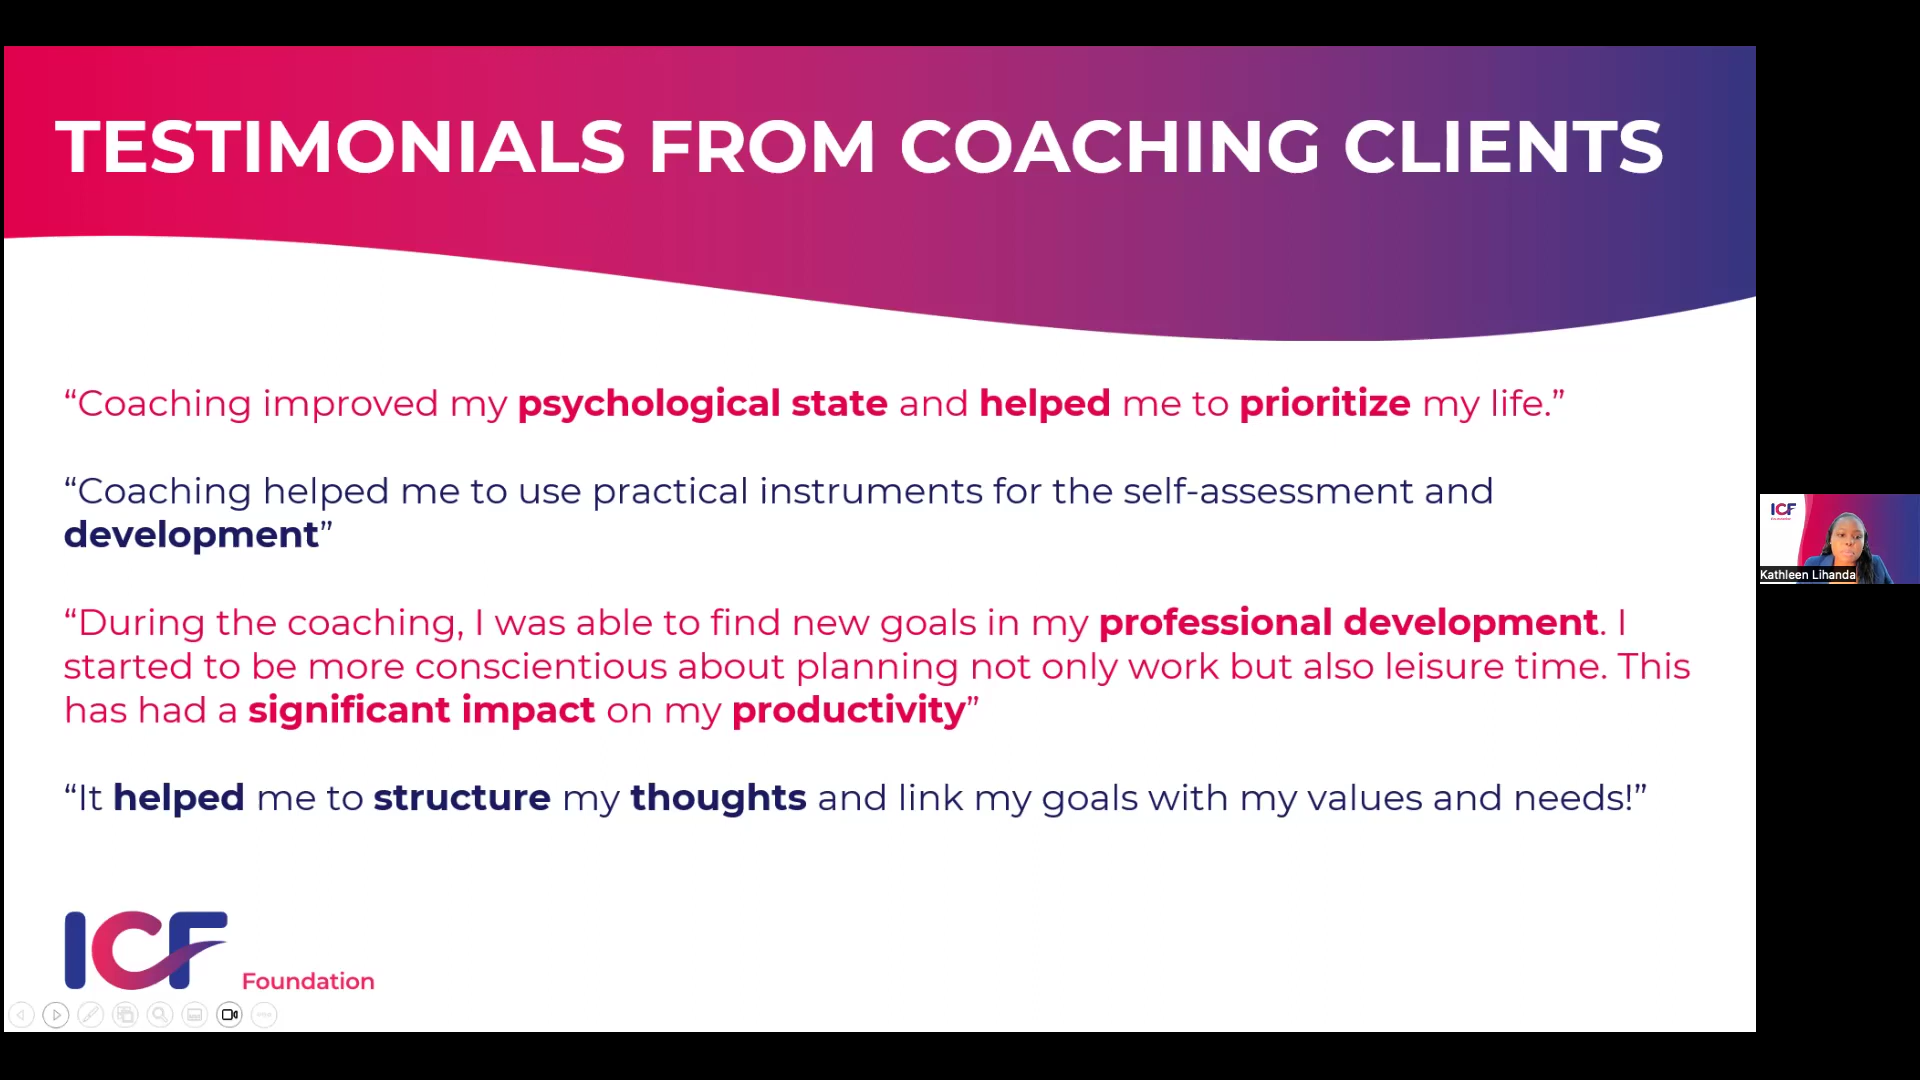 TESTIMONIALS FROM COACHING CLIENTS
“Coaching improved my psychological state and helped me to prioritize my life.”
“Coaching helped me to use practical instruments for the self-assessment and
development”
“During the coaching, I was able to find new goals in my professional development. I
started to be more conscientious about planning not only work but also leisure time. This
has had a significant impact on my productivity”
“It helped me to structure my thoughts and link my goals with my values and needs!”
ICF
Foundation
ICF
Kathleen Lihanda